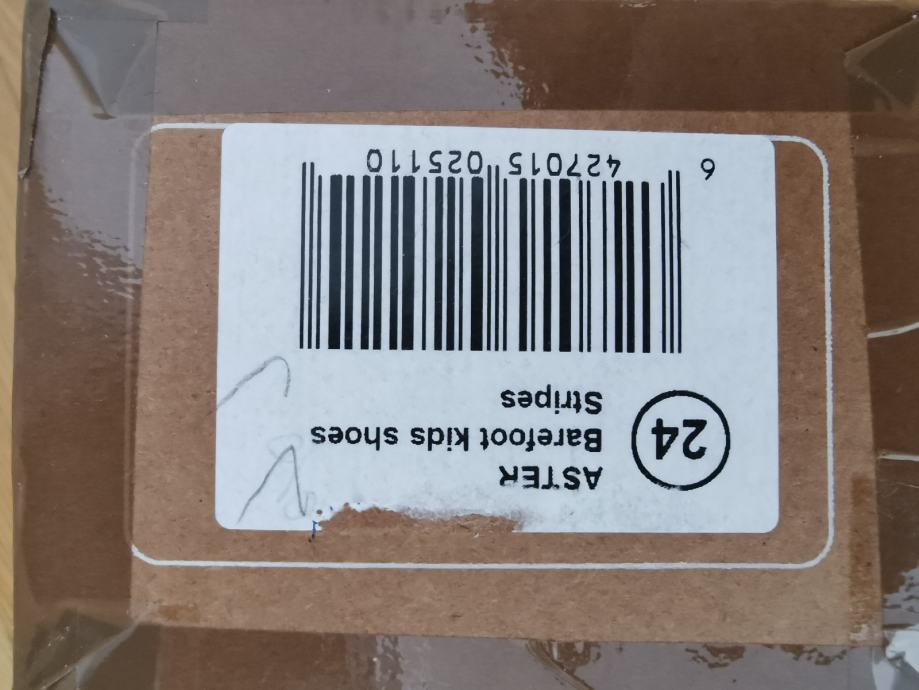 ASTER
24 Barefoot kids shoes
Stripes
6 427015 025110